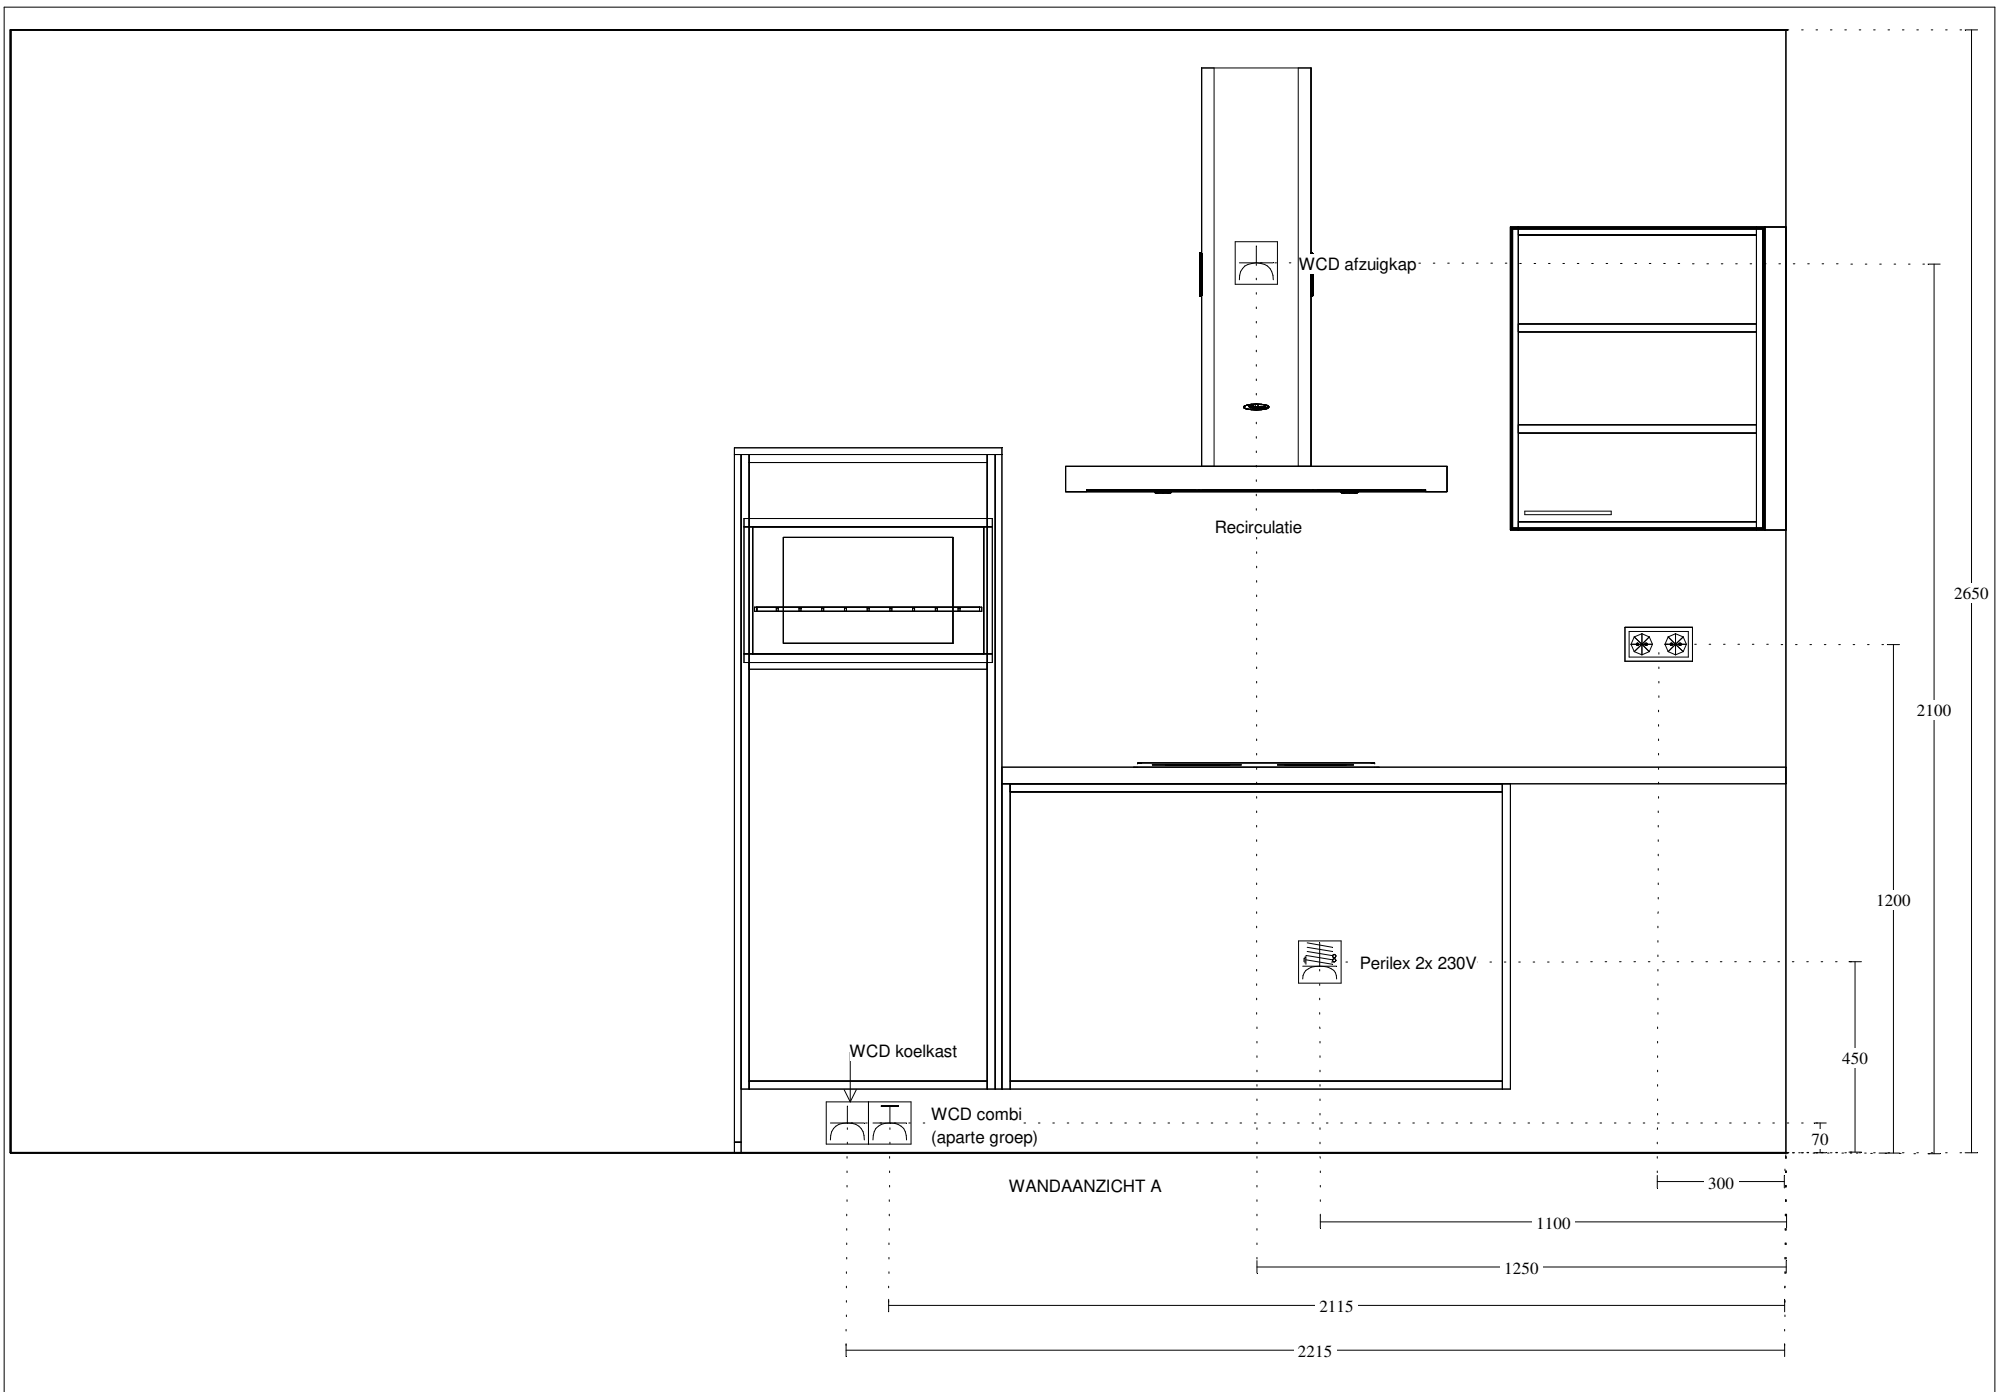 WCD afzuigkap
Recirculatie
2650
2100
1200
Perilex 2x 230V
450
WCD koelkast
WCD combi
(aparte groep)
70
WANDAANZICHT A
300
1100
1250
2115
2215